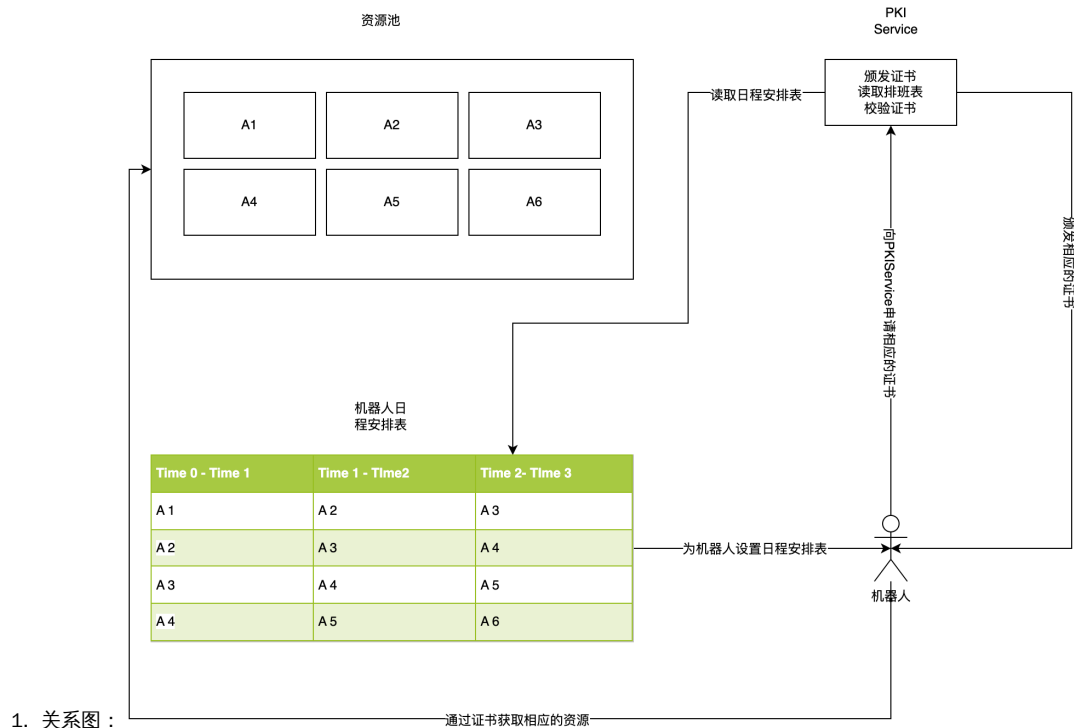 资源池
PKI
Service
A1
A2
A3
A4
A5
A6
颁发证书
读取排班表
校验证书
读取日程安排表
向PKIService申请相应的证书
颁发相应的证书
机器人日
程安排表
Time 0 - Time 1
Time 1 - TIme2
Time 2- TIme 3
A 1
A 2
A 3
A 2
A 3
A 4
A 3
A 4
A 5
A 4
A 5
A 6
为机器人设置日程安排表
机器人
1. 关系图：
通过证书获取相应的资源